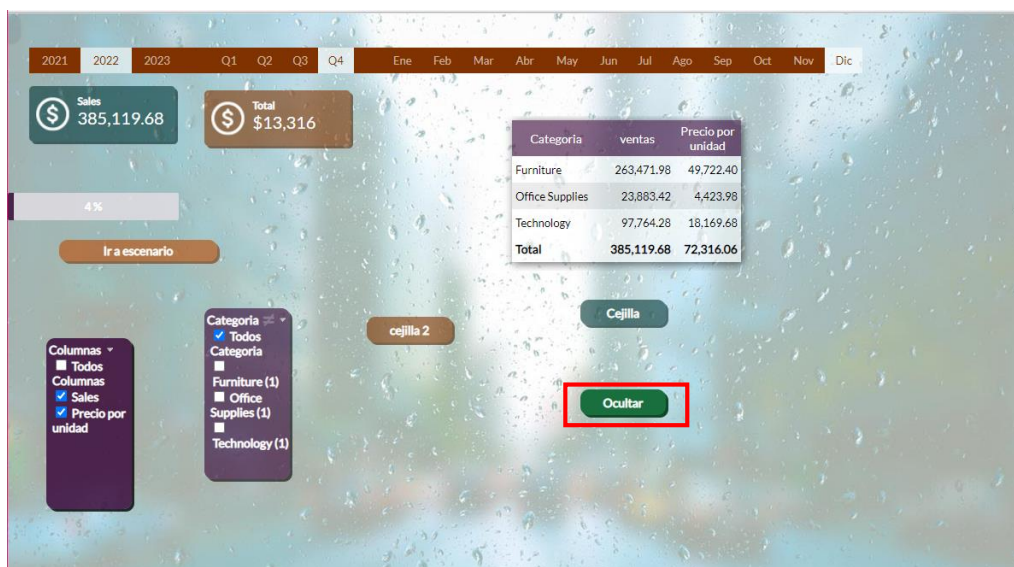 2021 2022 2023 Q1 Q2 Q3 Q4 Ene Feb Mar Abr May Jun Jul Ago Sep Oct Nov Dic
Sales
385,119.68
Total
$13,316
Categoria ventas Precio por unidad
Furniture 263,471.98 49,722.40
Office Supplies 23,883.42 4,423.98
Technology 97,764.28 18,169.68
Total 385,119.68 72,316.06
4%
Ir a escenario
Columnas
Todos
Columnas
Sales
Precio por
unidad
Categoria
Todos
Categoria
Furniture (1)
Office
Supplies (1)
Technology (1)
cejilla 2
Cejilla
Ocultar